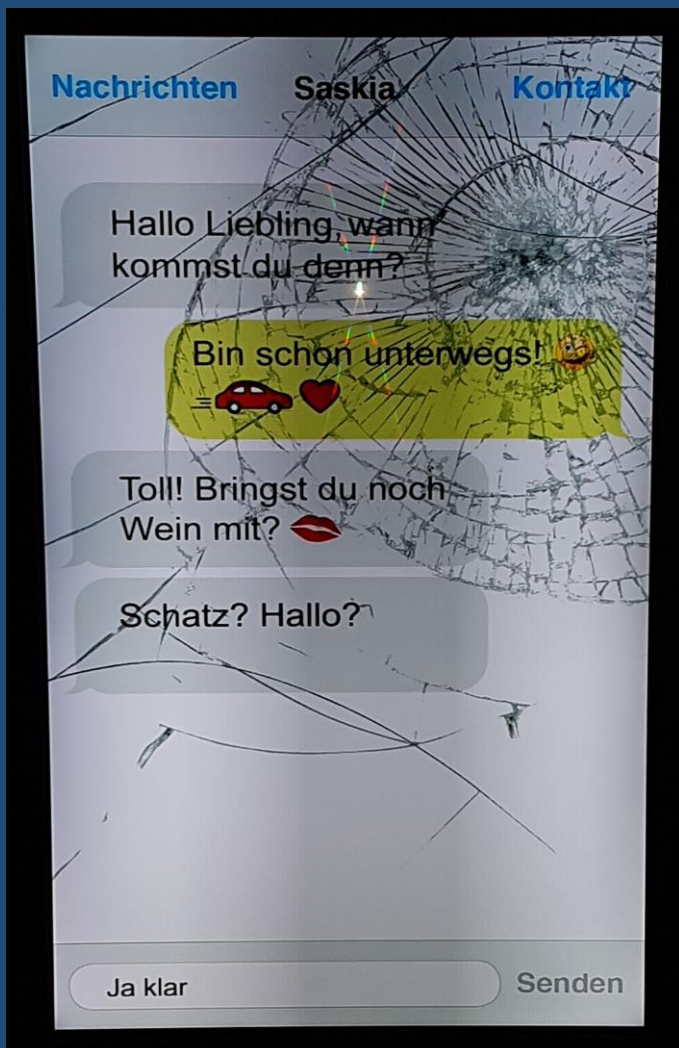 Nachrichten Saskia Kontakt
Hallo Liebling, wann
kommst du denn?
Bin schon unterwegs!
Toll! Bringst du noch
Wein mit?
Schatz? Hallo?
Ja klar Senden